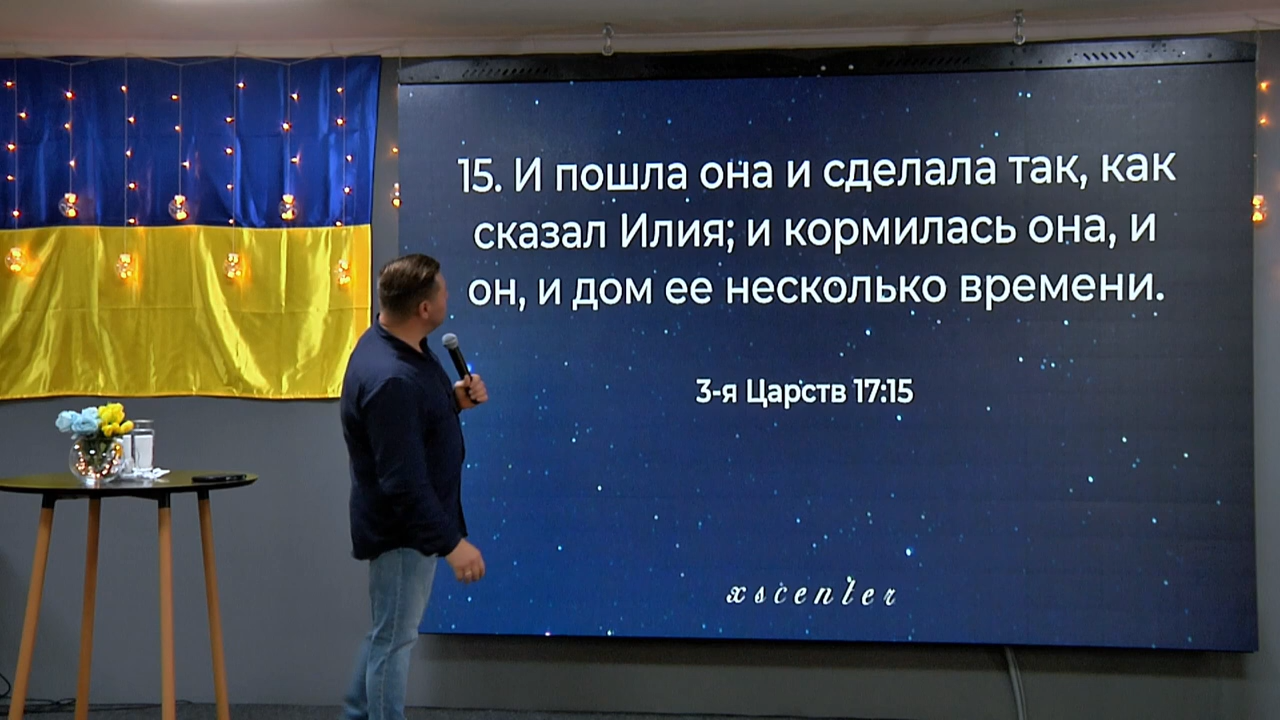 15. И пошла она и сделала так, как
сказал Илия; и кормилась она, и
он, и дом ее несколько времени.
3-я Царств 17:15
xscenter